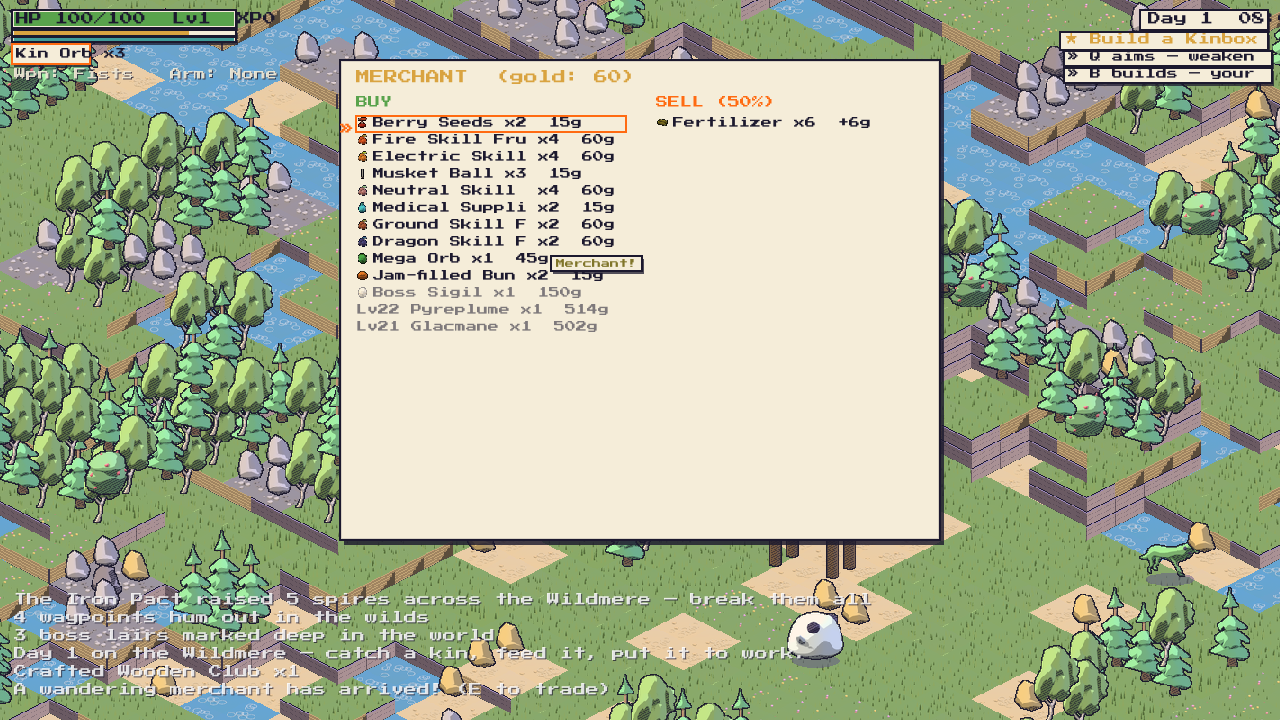 HP 100/100 Lv1 XP0
Kin Orb x3
Wpn: Fists Arm: None
Day 1 08
★ Build a Kinbox
» Q aims — weaken
» B builds — your
MERCHANT (gold: 60)
BUY
» Berry Seeds x2 15g
Fire Skill Fru x4 60g
Electric Skill x4 60g
Musket Ball x3 15g
Neutral Skill x4 60g
Medical Suppli x2 15g
Ground Skill F x2 60g
Dragon Skill F x2 60g
Mega Orb x1 45g
Merchant!
Jam-filled Bun x2 15g
Boss Sigil x1 150g
Lv22 Pyreplume x1 514g
Lv21 Glacmane x1 502g
SELL (50%)
Fertilizer x6 +6g
The Iron Pact raised 5 spires across the Wildmere — break them all
4 waypoints hum out in the wilds
3 boss lairs marked deep in the world
Day 1 on the Wildmere — catch a kin, feed it, put it to work.
Crafted Wooden Club x1
A wandering merchant has arrived! (E to trade)